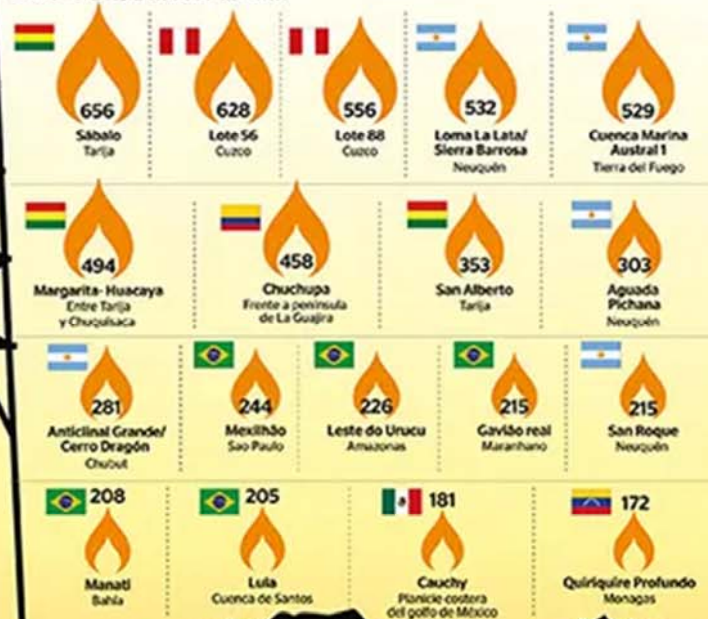 656
Sábalo
Tarija
628
Lote 56
Cuzco
556
Lote 88
Cuzco
532
Loma La Lata/
Sierra Barrosa
Neuquén
529
Cuenca Marina
Austral 1
Tierra del Fuego
494
Margarita- Huacaya
Entre Tarija
y Chuquisaca
458
Chuchupa
Frente a península
de La Guajira
353
San Alberto
Tarija
303
Aguada
Pichana
Neuquén
281
Anticlinal Grande/
Cerro Dragón
Chubut
244
Mexilhão
Sao Paulo
226
Leste do Urucu
Amazonas
215
Gavião real
Maranhano
215
San Roque
Neuquén
208
Manati
Bahía
205
Lula
Cuenca de Santos
181
Cauchy
Planicie costera
del golfo de México
172
Quiriquire Profundo
Monagas